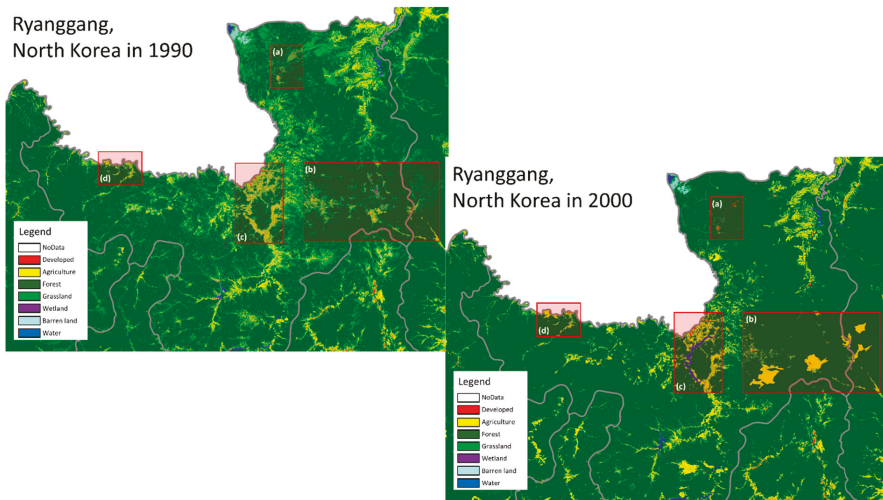 Ryanggang,
North Korea in 1990
(a)
(b)
(d)
(c)
Legend
NoData
Developed
Agriculture
Forest
Grassland
Wetland
Barren land
Water
Ryanggang,
North Korea in 2000
(a)
(b)
(d)
(c)
Legend
NoData
Developed
Agriculture
Forest
Grassland
Wetland
Barren land
Water